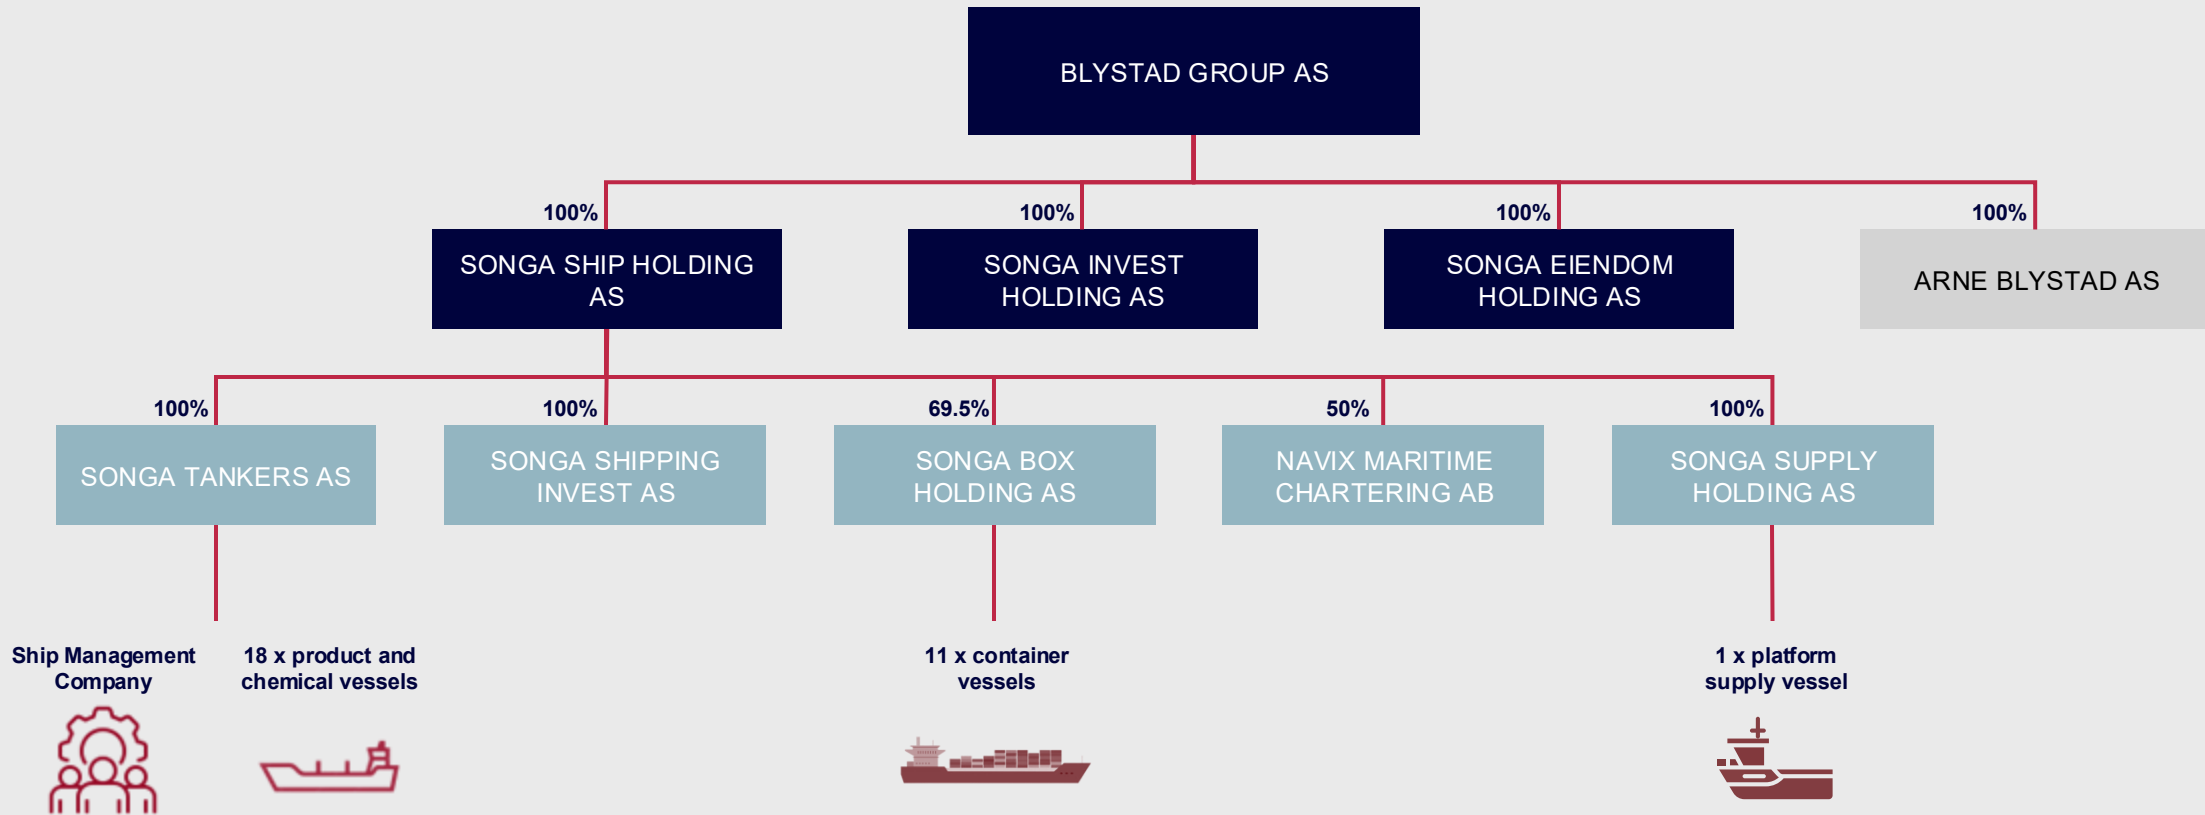 BLYSTAD GROUP AS
100%
100%
100%
100%
SONGA SHIP HOLDING
AS
SONGA INVEST
HOLDING AS
SONGA EIENDOM
HOLDING AS
ARNE BLYSTAD AS
100%
100%
69.5%
50%
100%
SONGA TANKERS AS
SONGA SHIPPING
INVEST AS
SONGA BOX
HOLDING AS
NAVIX MARITIME
CHARTERING AB
SONGA SUPPLY
HOLDING AS
Ship Management
Company
18 x product and
chemical vessels
11 x container
vessels
1 x platform
supply vessel